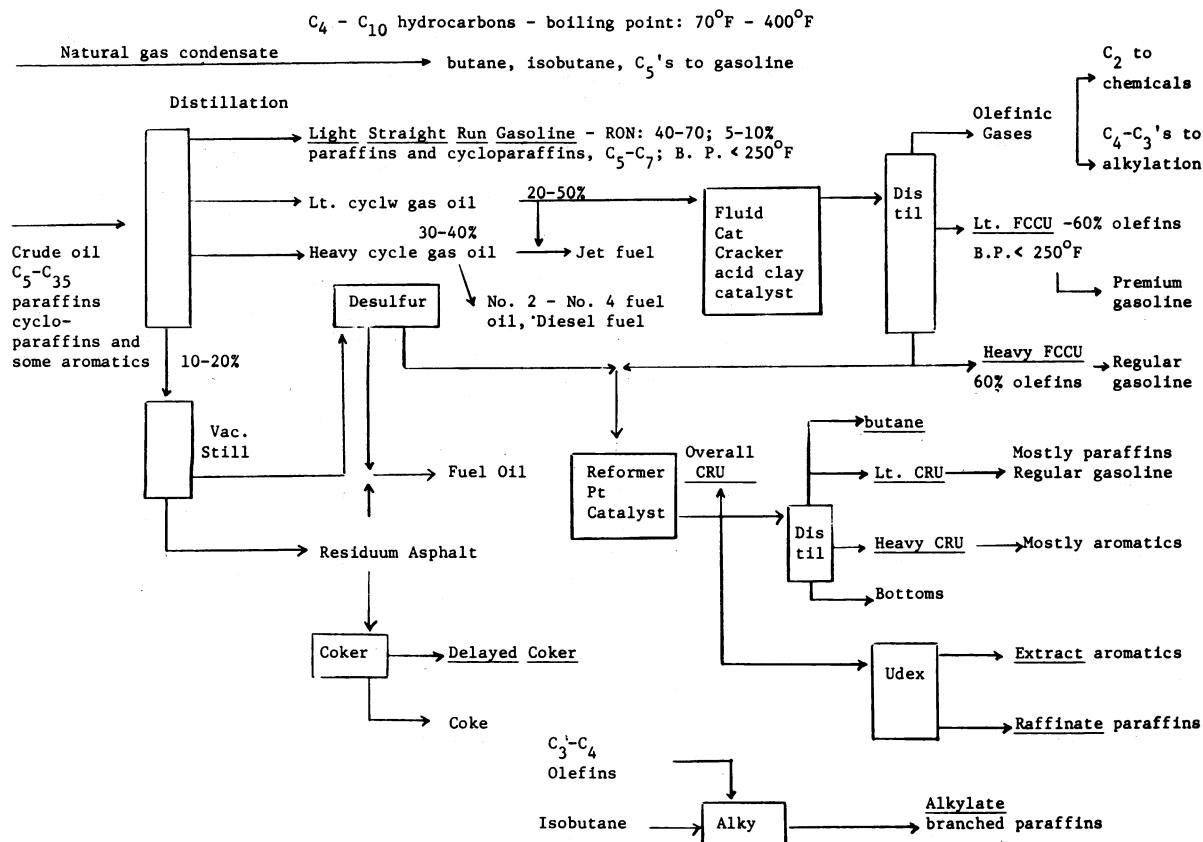 C4 – C10 hydrocarbons – boiling point: 70°F – 400°F
Natural gas condensate
butane, isobutane, C5's to gasoline
Distillation
Light Straight Run Gasoline – RON: 40-70; 5-10%
paraffins and cycloparaffins, C5-C7; B. P. < 250°F
Lt. cyclw gas oil
20-50%
30-40%
Heavy cycle gas oil
Jet fuel
No. 2 – No. 4 fuel
oil, Diesel fuel
Crude oil
C5-C35
paraffins
cyclo-
paraffins and
some aromatics
10-20%
Desulfur
Fluid
Cat
Cracker
acid clay
catalyst
Dis
til
Olefinic
Gases
C2 to
chemicals
C4-C3's to
alkylation
Lt. FCCU -60% olefins
B.P.< 250°F
Premium
gasoline
Heavy FCCU
60% olefins
Regular
gasoline
Vac.
Still
Fuel Oil
Residuum Asphalt
Reformer
Pt
Catalyst
Overall
CRU
Dis
til
butane
Lt. CRU
Mostly paraffins
Regular gasoline
Heavy CRU
Mostly aromatics
Bottoms
Coker
Delayed Coker
Coke
Udex
Extract aromatics
Raffinate paraffins
C3-C4
Olefins
Isobutane
Alky
Alkylate
branched paraffins